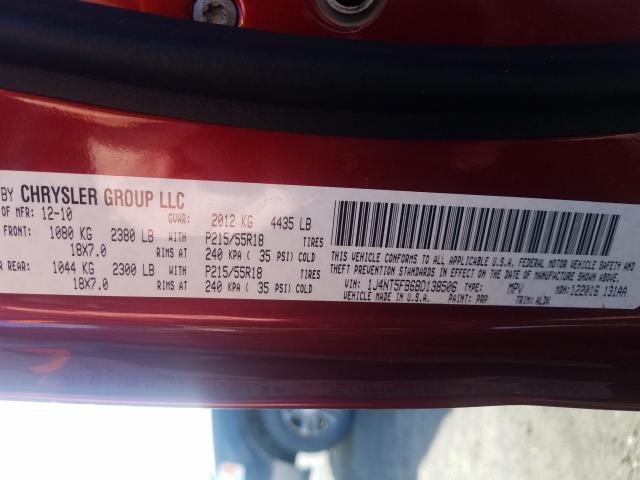 BY CHRYSLER GROUP LLC
OF MFR: 12-10 GVWR: 2012 KG 4435 LB
FRONT: 1080 KG 2380 LB WITH P215/55R18 TIRES
18X7.0 RIMS AT 240 KPA ( 35 PSI) COLD
REAR: 1044 KG 2300 LB WITH P215/55R18 TIRES
18X7.0 RIMS AT 240 KPA ( 35 PSI) COLD
THIS VEHICLE CONFORMS TO ALL APPLICABLE U.S.A. FEDERAL MOTOR VEHICLE SAFETY, BUMPER AND
THEFT PREVENTION STANDARDS IN EFFECT ON THE DATE OF MANUFACTURE SHOWN ABOVE.
VIN: 1J4NT5FB6BD138506 TYPE: MPV MDH: 122016 131AA
VEHICLE MADE IN U.S.A. PAINT: PRP TRIM: ALDK